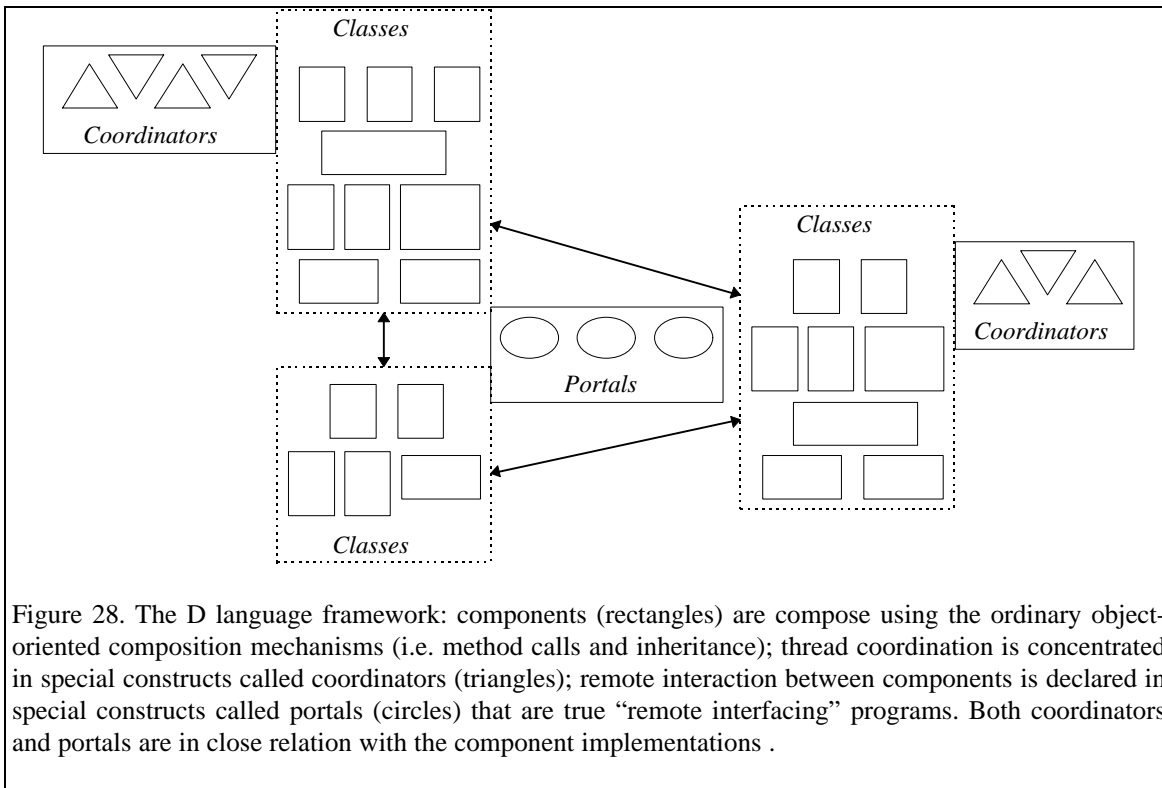 Classes
Coordinators
Classes
Coordinators
Portals
Classes
Figure 28. The D language framework: components (rectangles) are compose using the ordinary object-
oriented composition mechanisms (i.e. method calls and inheritance); thread coordination is concentrated
in special constructs called coordinators (triangles); remote interaction between components is declared in
special constructs called portals (circles) that are true “remote interfacing” programs. Both coordinators
and portals are in close relation with the component implementations .